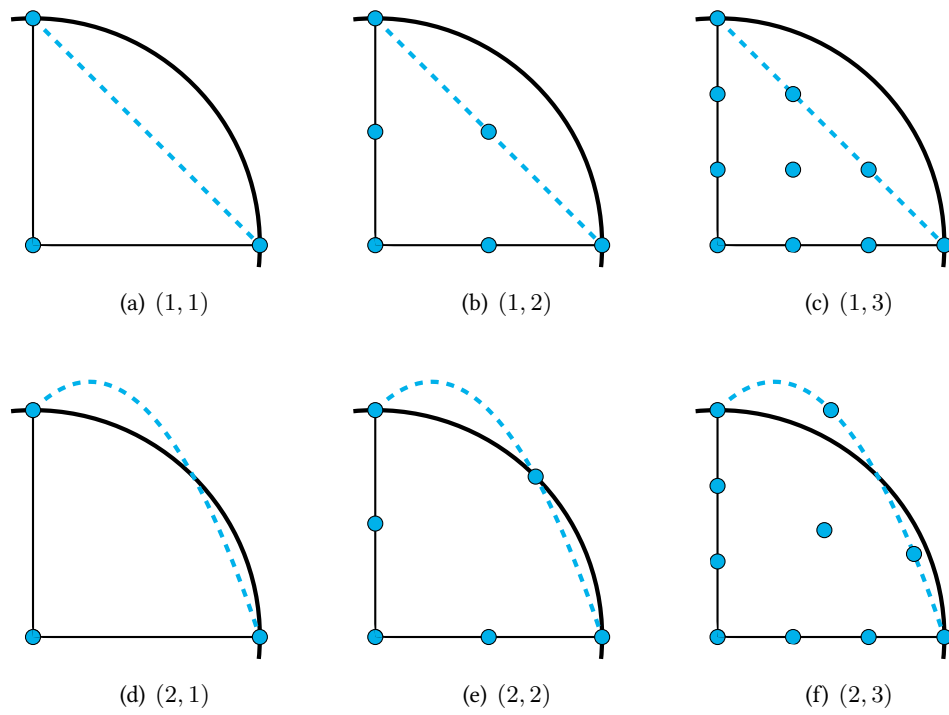 (a) (1, 1)
(b) (1, 2)
(c) (1, 3)
(d) (2, 1)
(e) (2, 2)
(f) (2, 3)